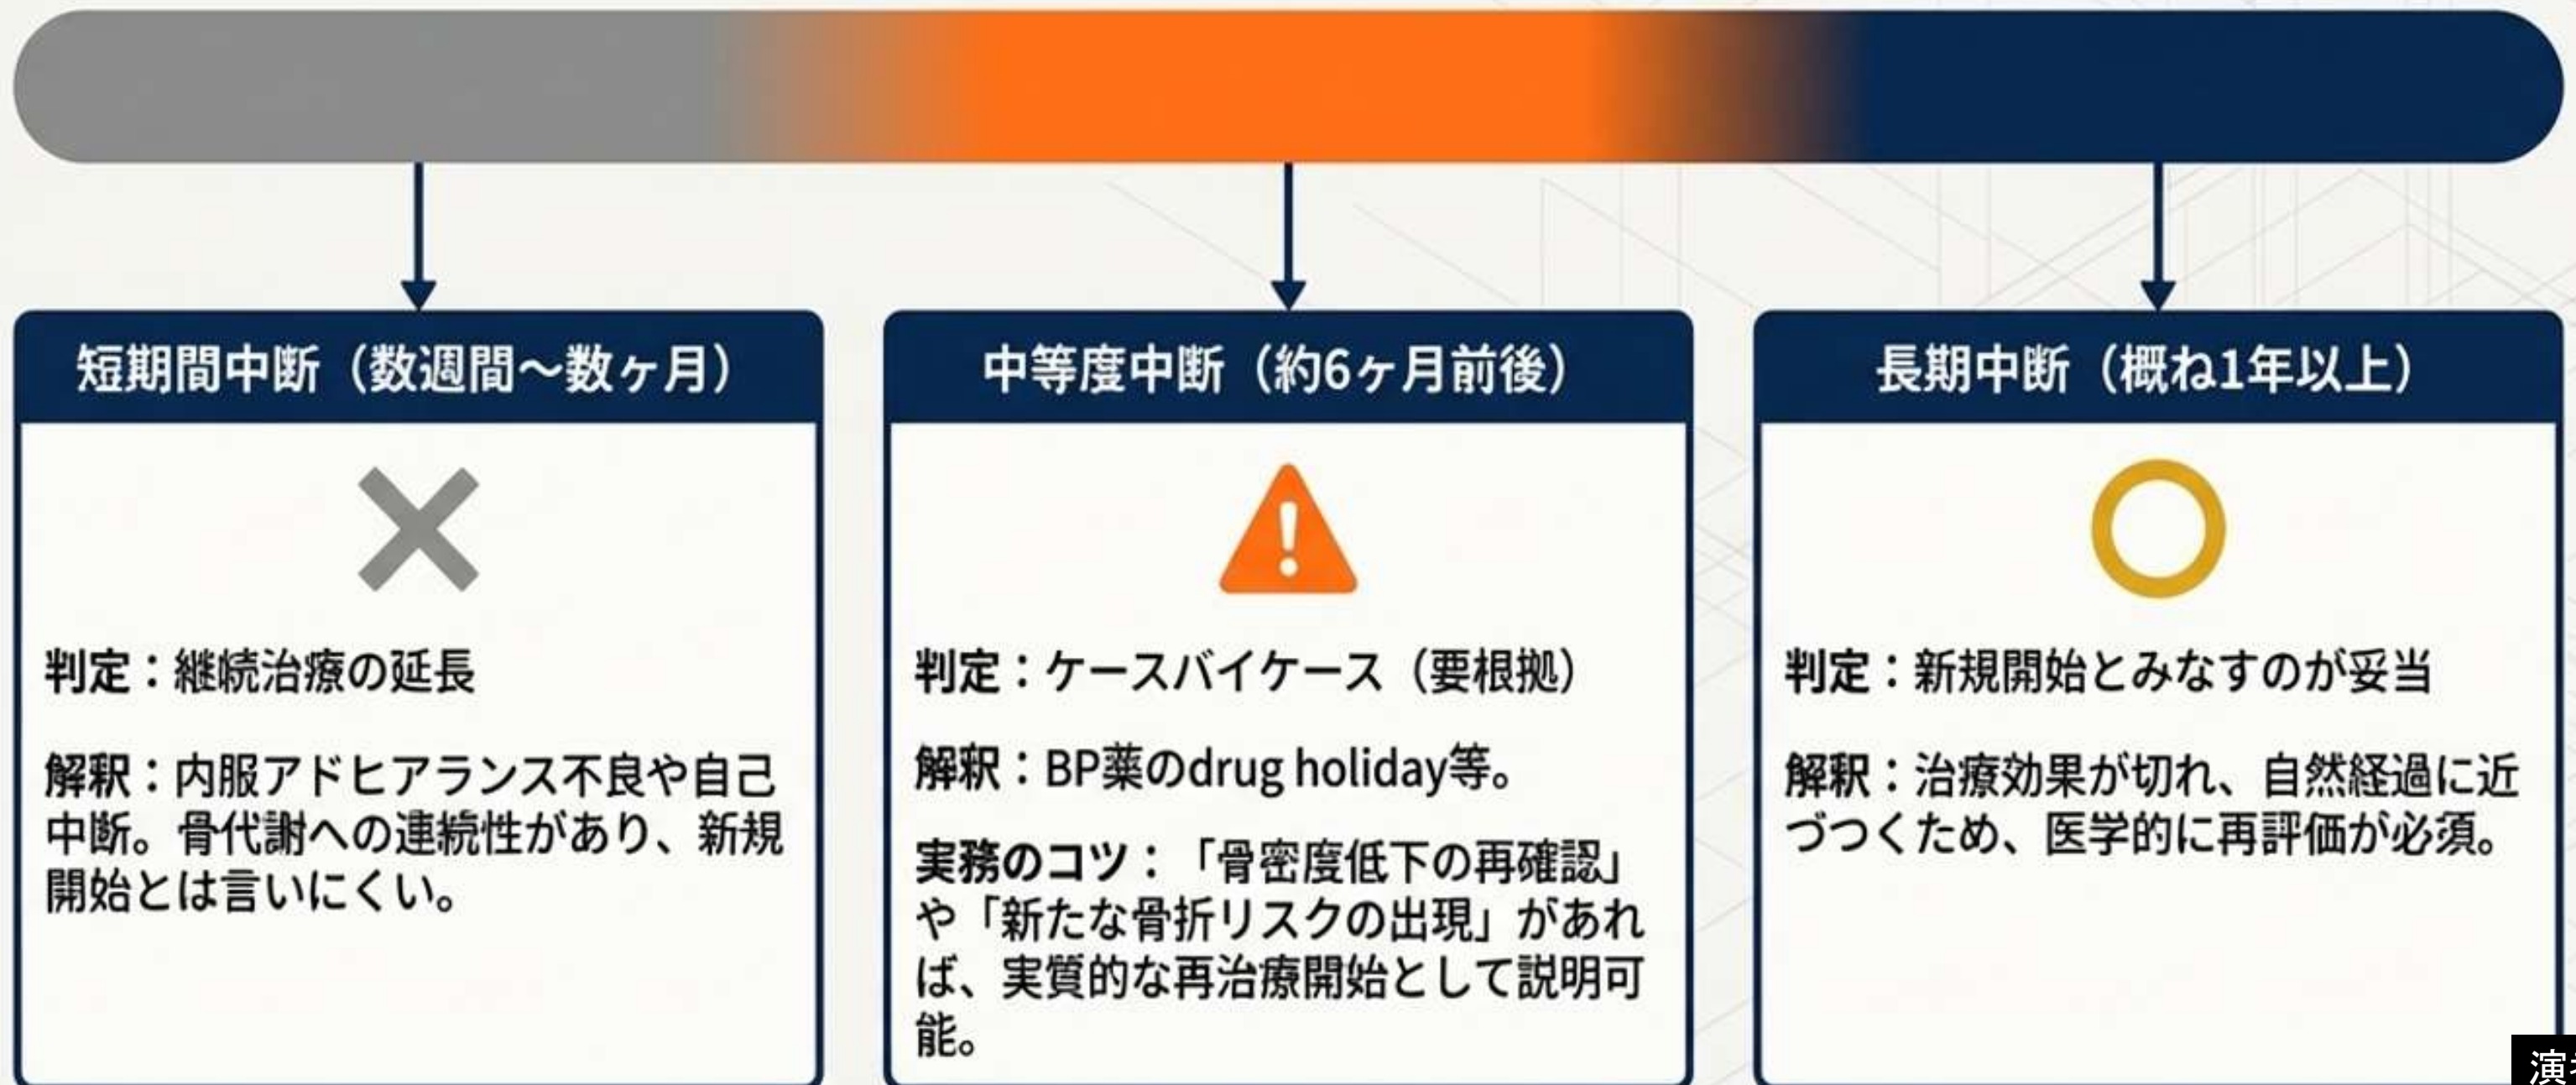 短期間中断（数週間〜数ヶ月）
判定：継続治療の延長
解釈：内服アドヒアランス不良や自己
中断。骨代謝への連続性があり、新規
開始とは言いにくい。
中等度中断（約6ヶ月前後）
判定：ケースバイケース（要根拠）
解釈：BP薬のdrug holiday等。
実務のコツ：「骨密度低下の再確認」
や「新たな骨折リスクの出現」があれ
ば、実質的な再治療開始として説明可
能。
長期中断（概ね1年以上）
判定：新規開始とみなすのが妥当
解釈：治療効果が切れ、自然経過に近
づつくため、医学的に再評価が必須。